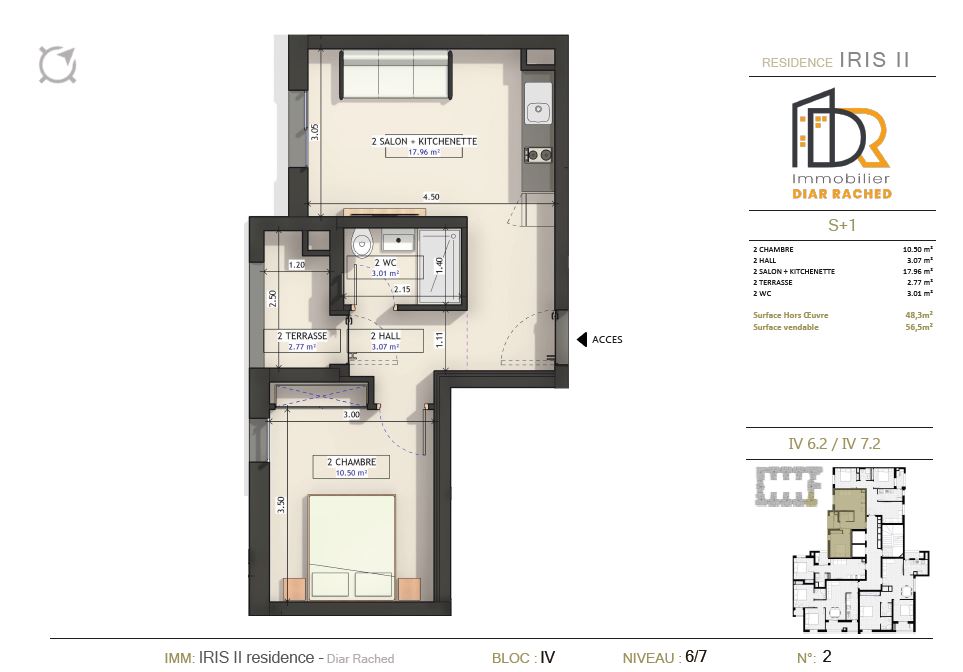 RESIDENCE IRIS II
Immobilier
DIAR RACHED
S+1
2 CHAMBRE 10.50 m²
2 HALL 3.07 m²
2 SALON + KITCHENETTE 17.96 m²
2 TERRASSE 2.77 m²
2 WC 3.01 m²
Surface Hors Œuvre 48,3m²
Surface vendable 56,5m²
IV 6.2 / IV 7.2
3.05
2 SALON + KITCHENETTE
17.96 m²
4.50
1.20
2.50
2 WC
3.01 m²
1.40
2.15
2 TERRASSE
2.77 m²
2 HALL
3.07 m²
1.11
ACCES
3.00
2 CHAMBRE
10.50 m²
3.50
IMM: IRIS II residence - Diar Rached BLOC : IV NIVEAU : 6/7 N°: 2